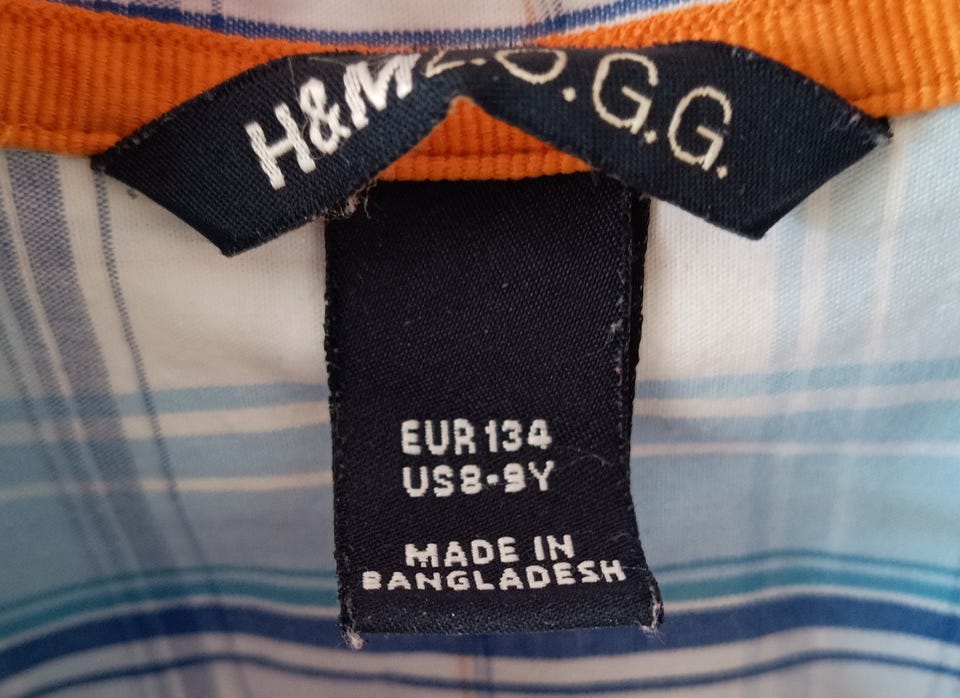 H&M L.O.G.G.
EUR 134
US8-9Y
MADE IN
BANGLADESH